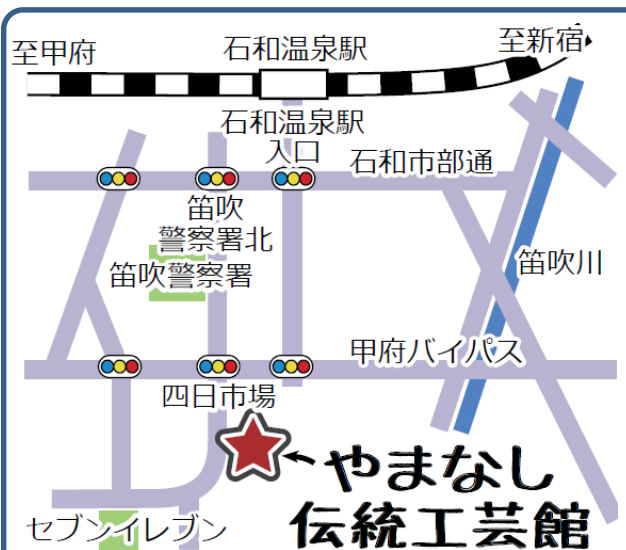 至甲府
石和温泉駅
至新宿
石和温泉駅
入口
石和市部通
笛吹
警察署北
笛吹警察署
笛吹川
甲府バイパス
四日市場
やまなし
伝統工芸館
セブンイレブン